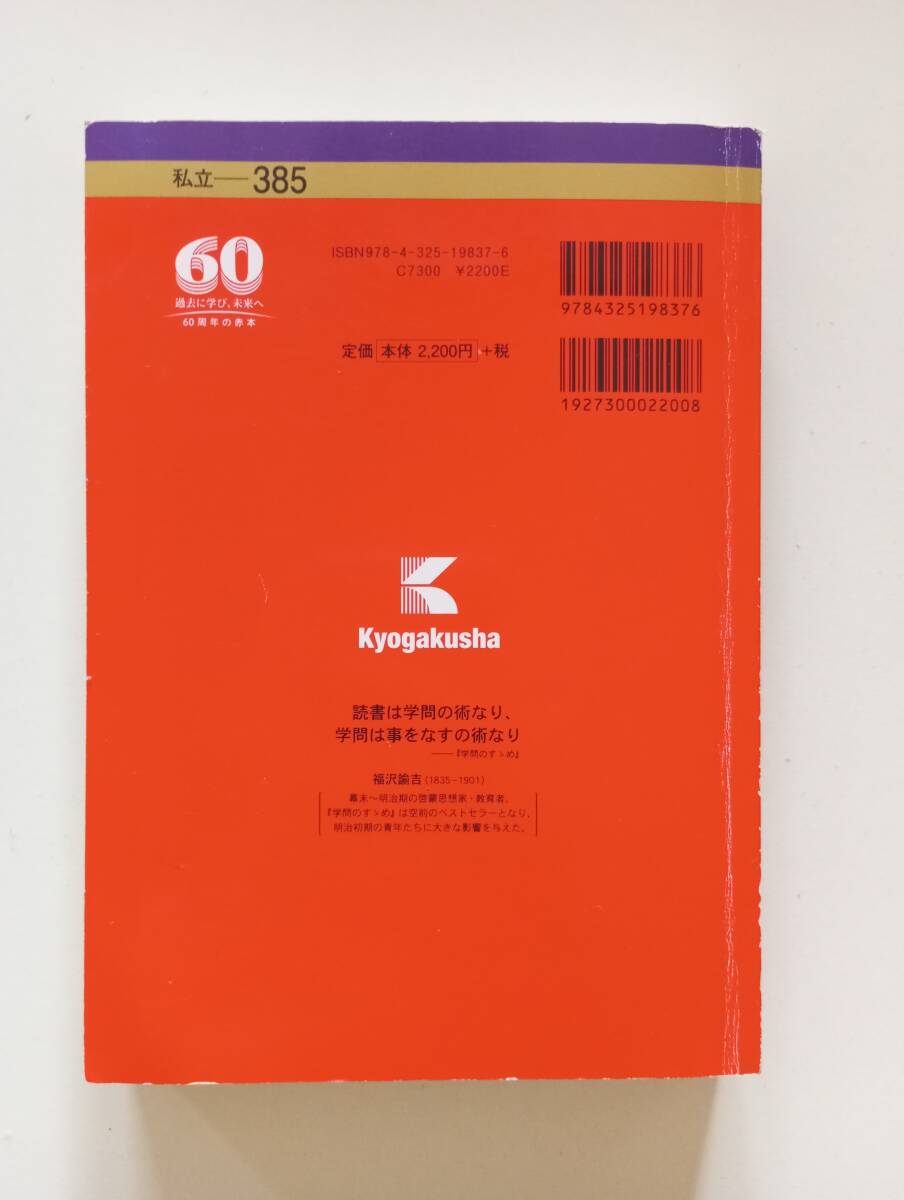 私立——385
60
過去に学び、未来へ
60周年の赤本
ISBN978-4-325-19837-6
C7300 ¥2200E
9784325198376
定価 本体 2,200円 +税
1927300022008
Kyogakusha
読書は学問の術なり、
学問は事をなすの術なり
——『学問のすゝめ』
福沢諭吉(1835-1901)
幕末〜明治期の啓蒙思想家・教育者。
『学問のすゝめ』は空前のベストセラーとなり、
明治初期の青年たちに大きな影響を与えた。